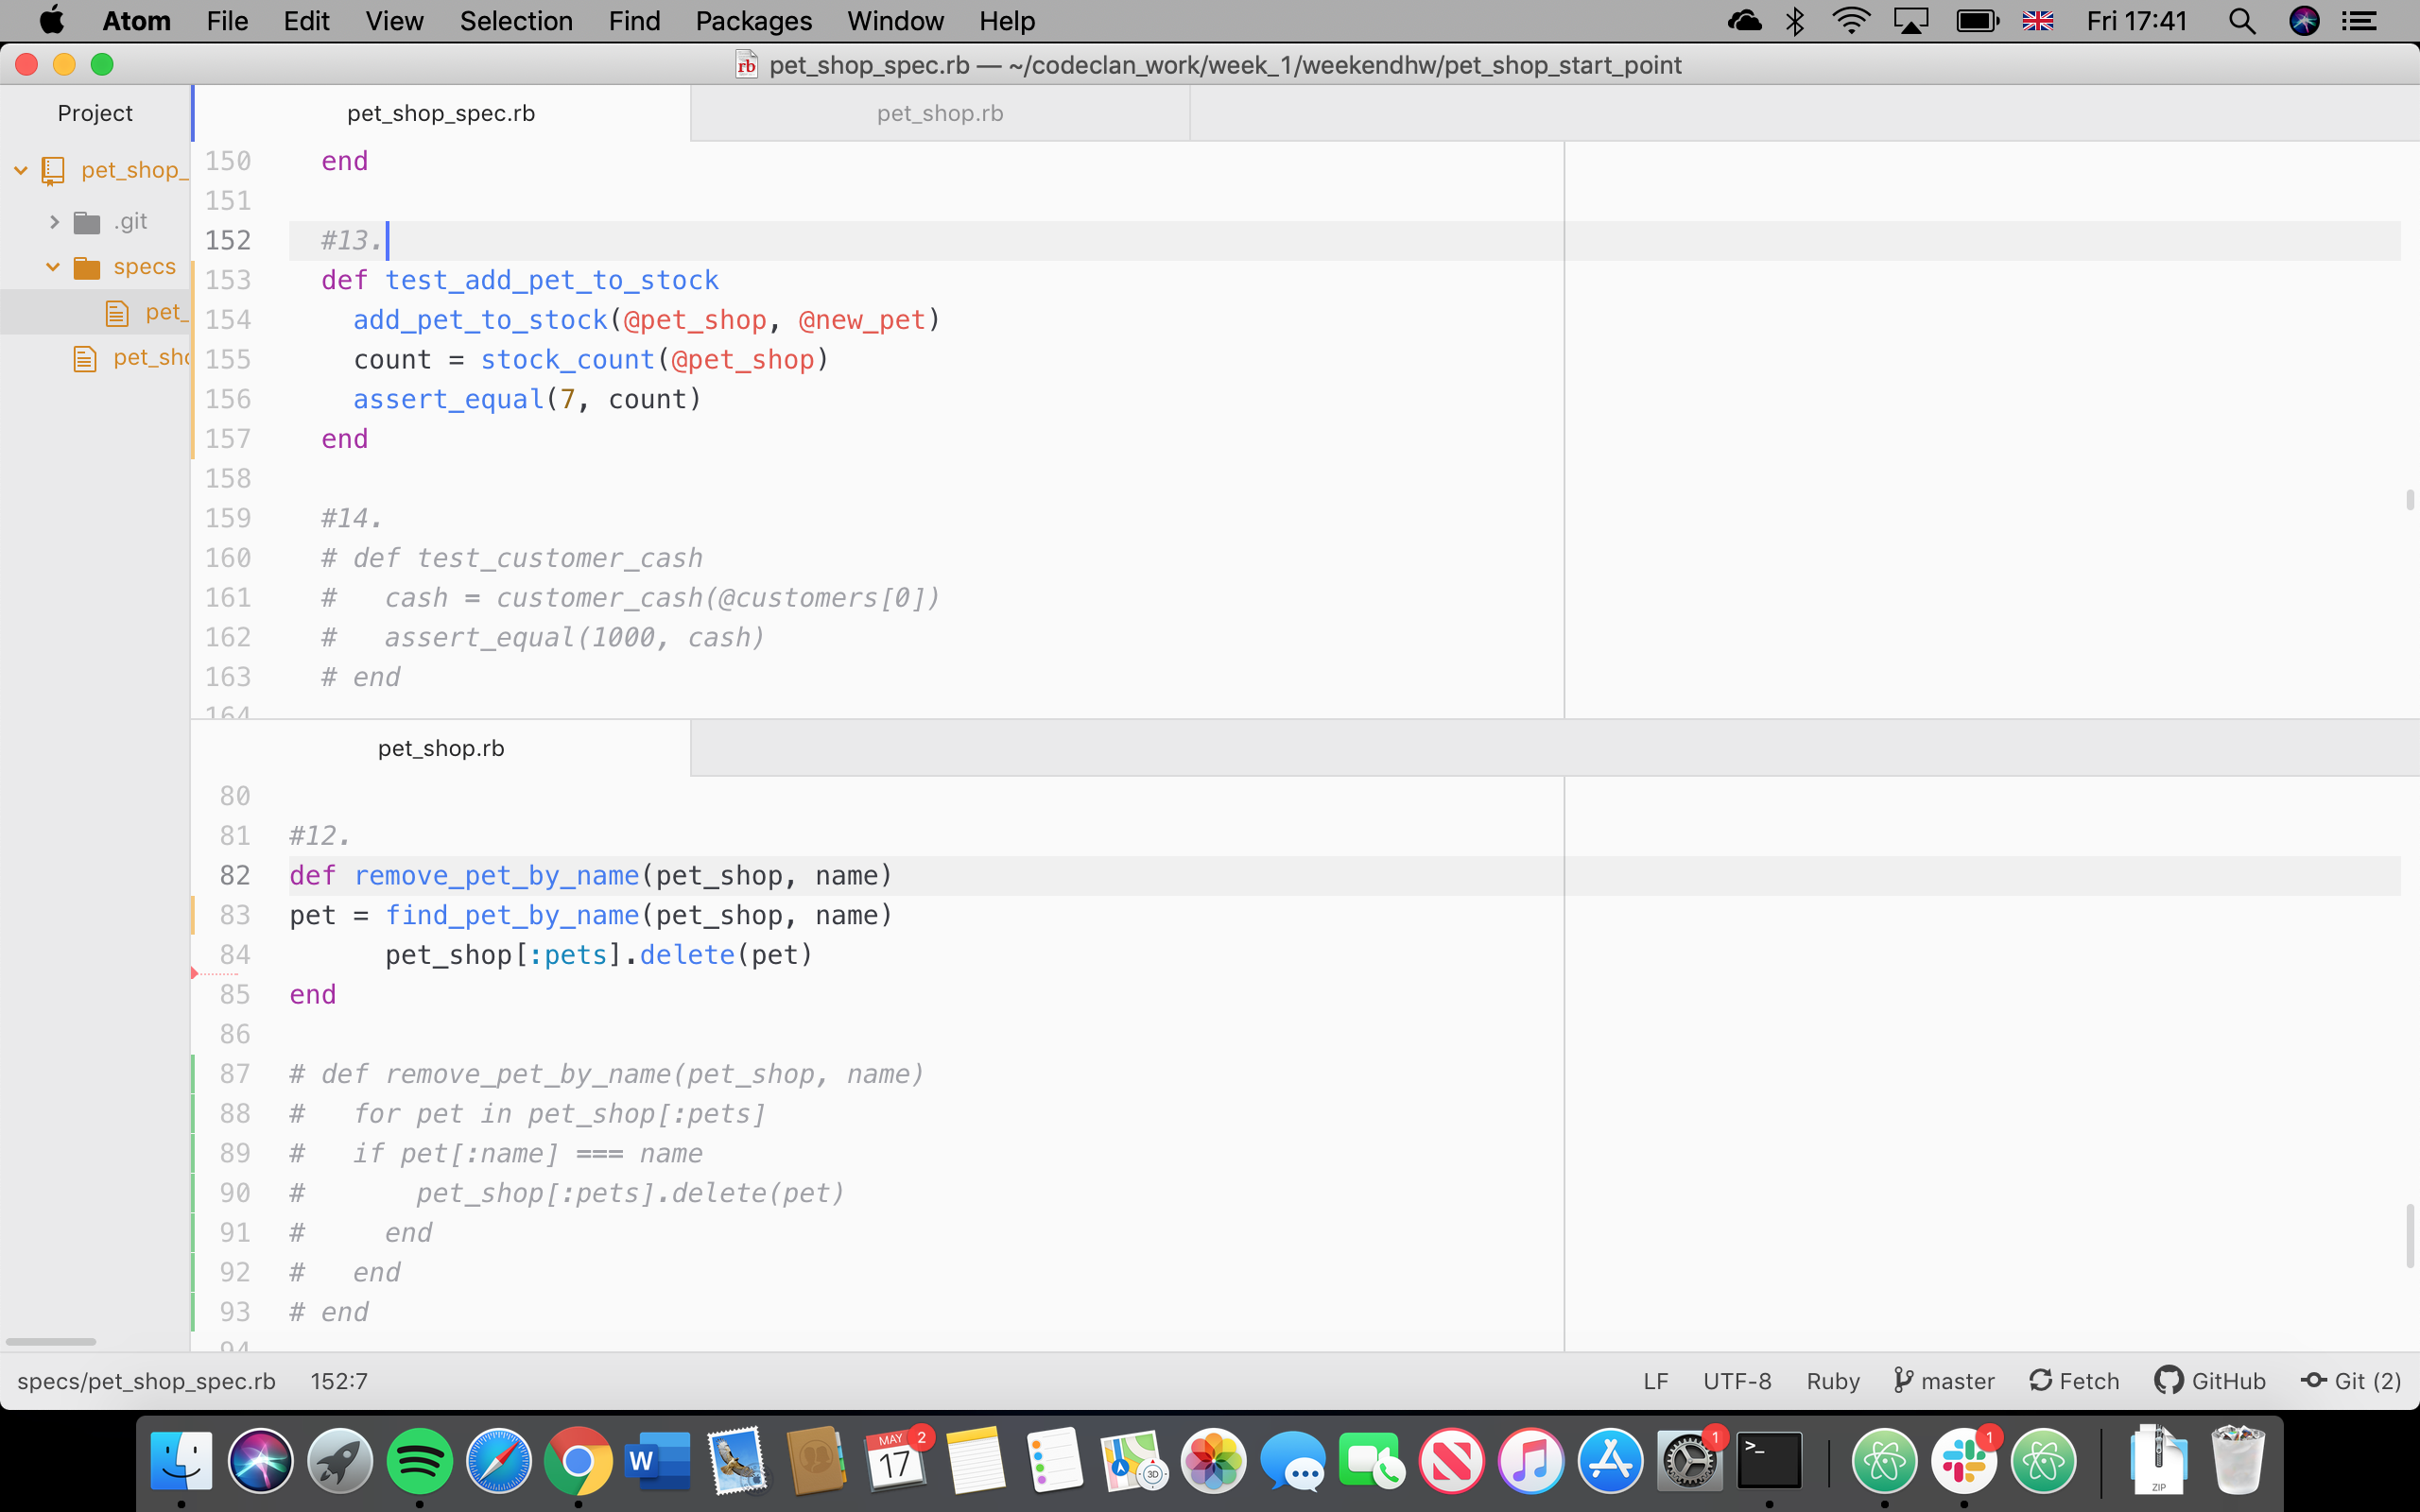 Atom File Edit View Selection Find Packages Window Help Fri 17:41
rb pet_shop_spec.rb — ~/codeclan_work/week_1/weekendhw/pet_shop_start_point
Project
pet_shop_
.git
specs
pet_
pet_sho
pet_shop_spec.rb pet_shop.rb
150 end
151
152 #13.
153 def test_add_pet_to_stock
154 add_pet_to_stock(@pet_shop, @new_pet)
155 count = stock_count(@pet_shop)
156 assert_equal(7, count)
157 end
158
159 #14.
160 # def test_customer_cash
161 # cash = customer_cash(@customers[0])
162 # assert_equal(1000, cash)
163 # end
164
pet_shop.rb
80
81 #12.
82 def remove_pet_by_name(pet_shop, name)
83 pet = find_pet_by_name(pet_shop, name)
84 pet_shop[:pets].delete(pet)
85 end
86
87 # def remove_pet_by_name(pet_shop, name)
88 # for pet in pet_shop[:pets]
89 # if pet[:name] === name
90 # pet_shop[:pets].delete(pet)
91 # end
92 # end
93 # end
94
specs/pet_shop_spec.rb 152:7 LF UTF-8 Ruby master Fetch GitHub Git (2)
W
MAY 2
17
3D
1
>_
1
ZIP